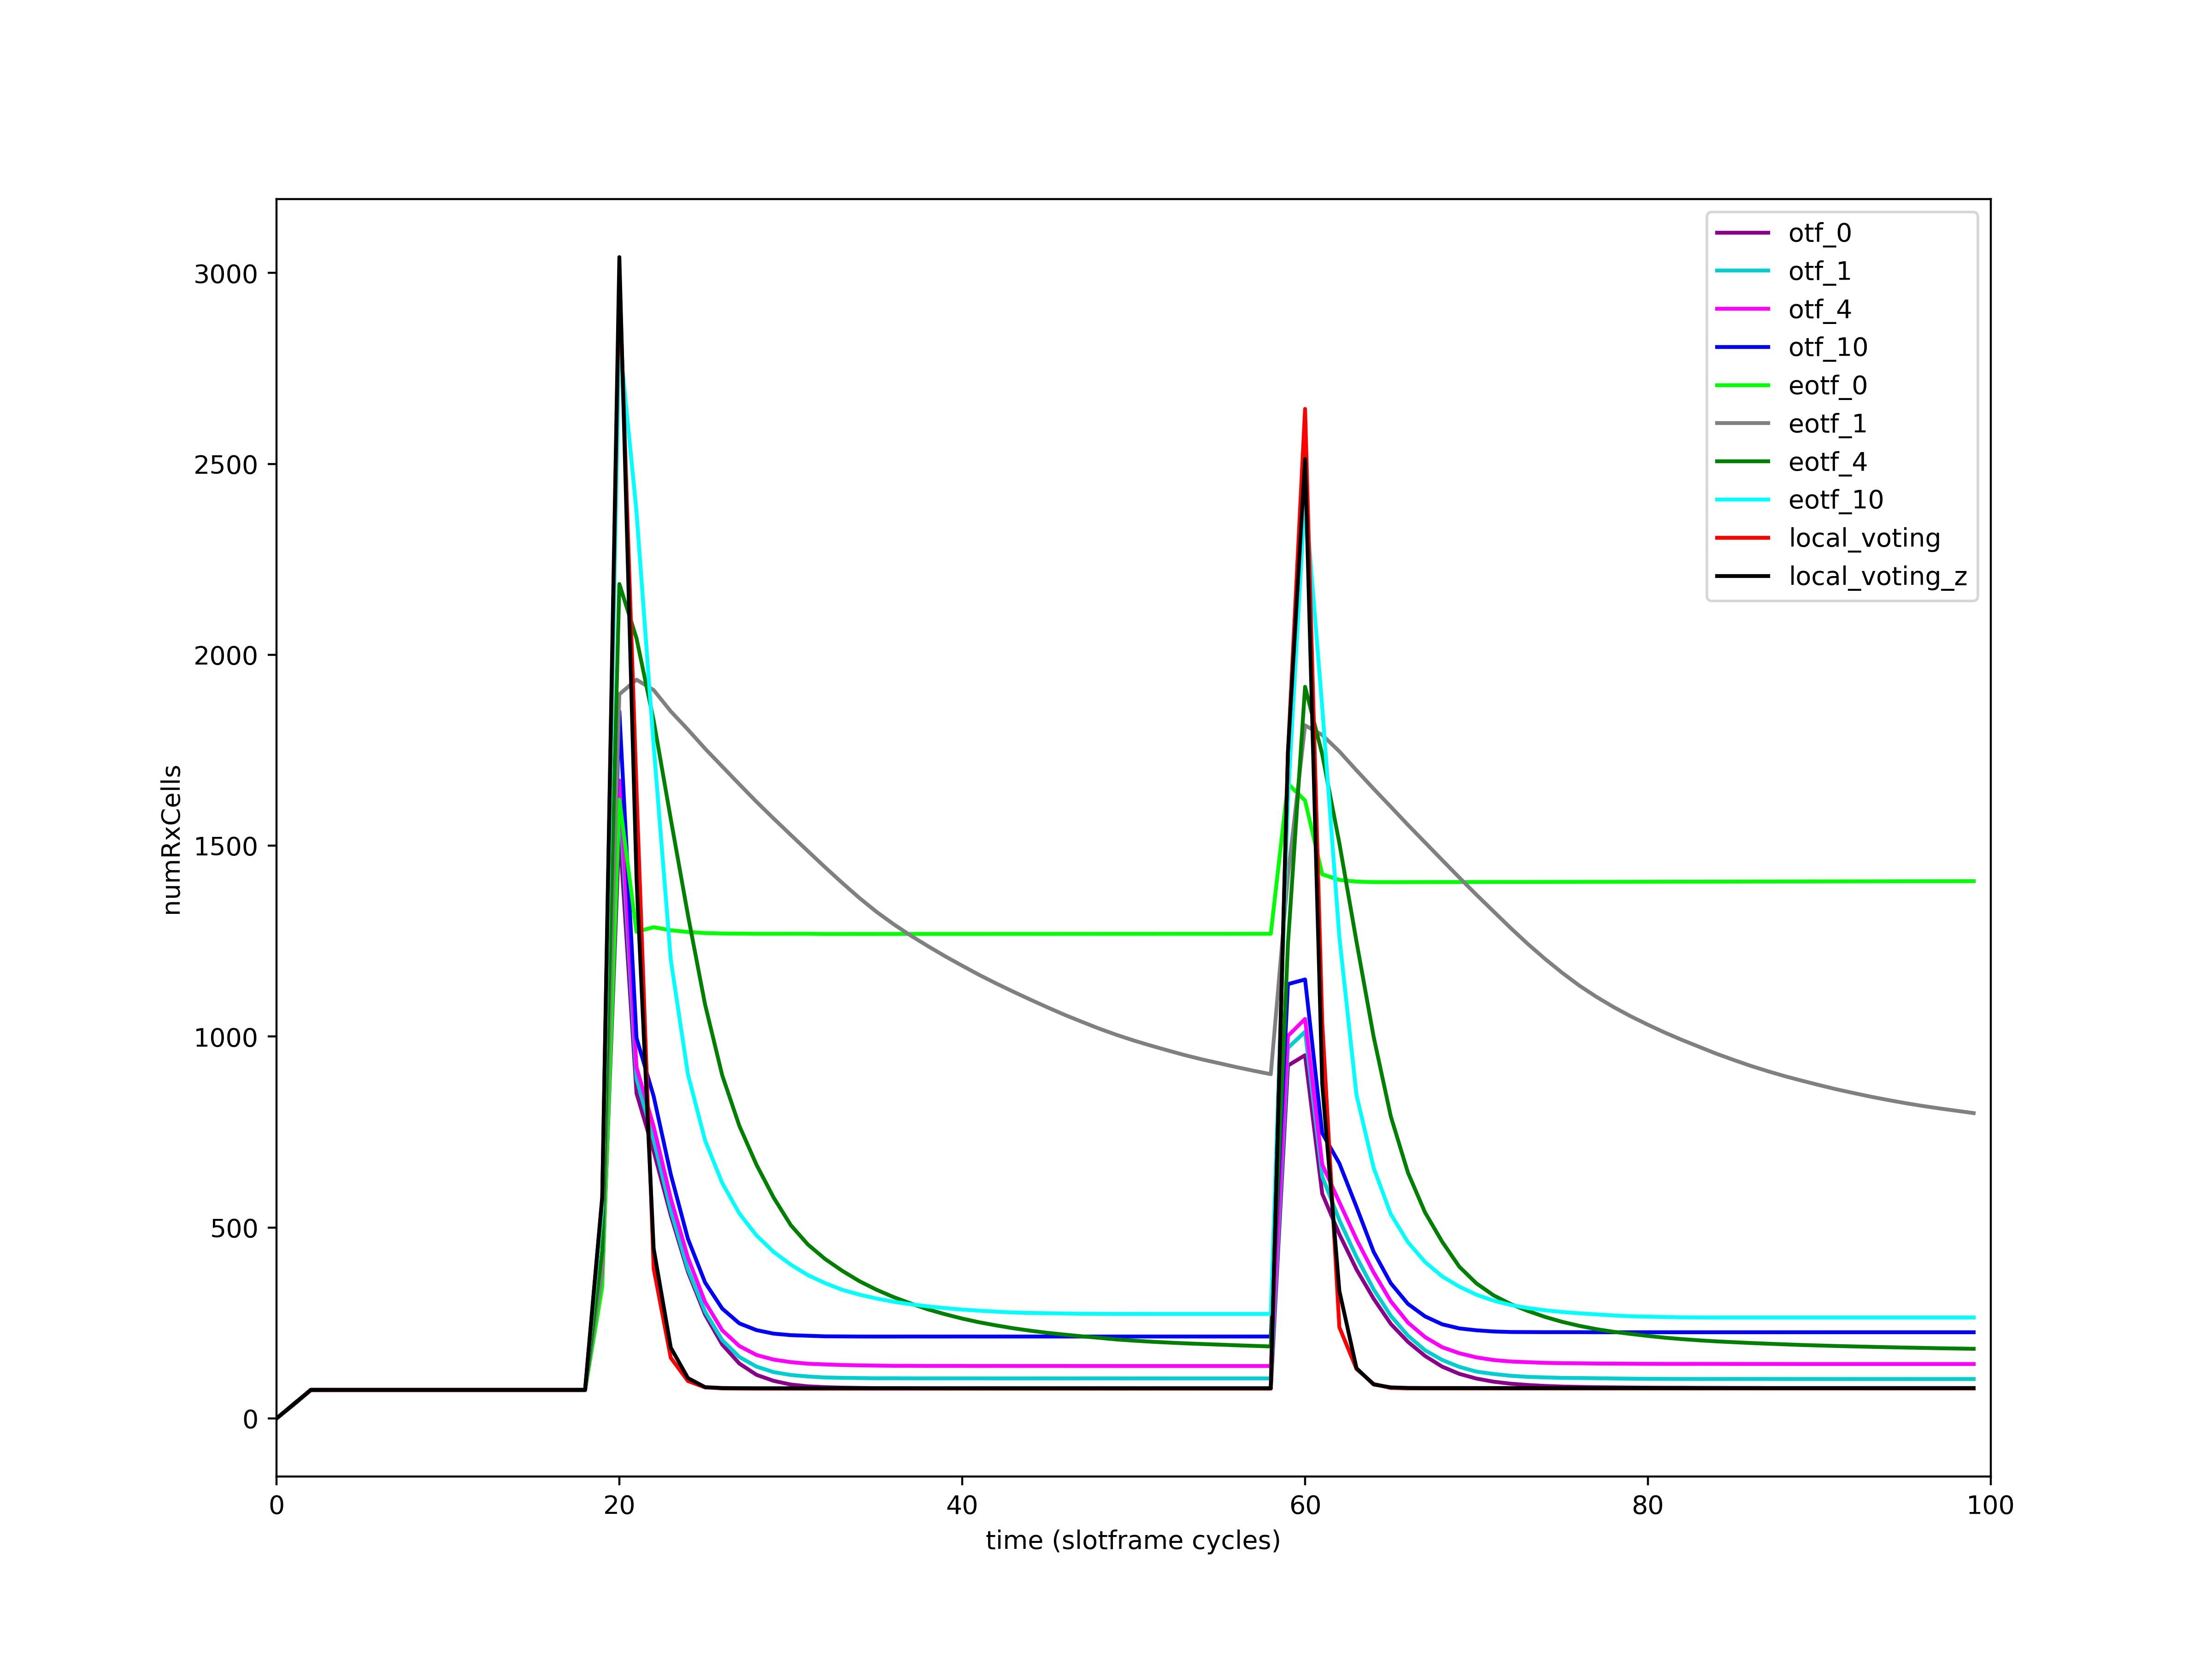 3000
2500
2000
1500
1000
500
0
numRxCells
0 20 40 60 80 100
time (slotframe cycles)
otf_0
otf_1
otf_4
otf_10
eotf_0
eotf_1
eotf_4
eotf_10
local_voting
local_voting_z